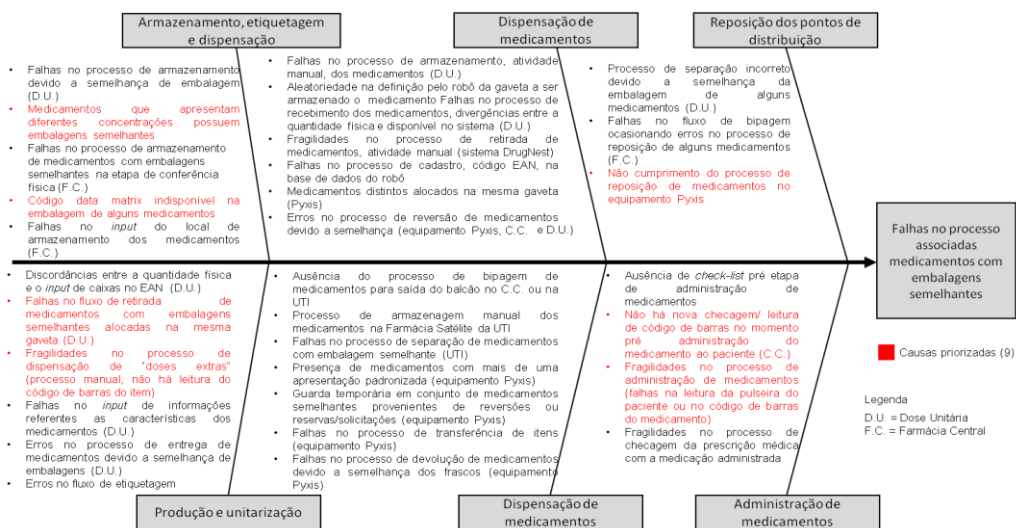 Armazenamento, etiquetagem
e dispensação
• Falhas no processo de armazenamento
devido a semelhança de embalagem
(D.U.)
• Medicamentos que apresentam
diferentes concentrações possuem
embalagens semelhantes
• Falhas no processo de armazenamento
de medicamentos com embalagens
semelhantes na etapa de conferência
física (F.C.)
• Código data matrix indisponível na
embalagem de alguns medicamentos
• Falhas no input do local de
armazenamento dos medicamentos
(F.C.)
Dispensação de
medicamentos
• Falhas no processo de armazenamento, atividade
manual, dos medicamentos (D.U.)
• Aleatoriedade na definição pelo robô da gaveta a ser
armazenado o medicamento Falhas no processo de
recebimento dos medicamentos, divergências entre a
quantidade física e disponível no sistema (D.U.)
• Fragilidades no processo de retirada de
medicamentos, atividade manual (sistema DrugNest)
• Falhas no processo de cadastro, código EAN, na
base de dados do robô
• Medicamentos distintos alocados na mesma gaveta
(Pyxis)
• Erros no processo de reversão de medicamentos
devido a semelhança (equipamento Pyxis, C.C. e D.U.)
Reposição dos pontos de
distribuição
• Processo de separação incorreto
devido a semelhança da
embalagem de alguns
medicamentos (D.U.)
• Falhas no fluxo de bipagem
ocasionando erros no processo de
reposição de alguns medicamentos
(F.C.)
• Não cumprimento do processo de
reposição de medicamentos no
equipamento Pyxis
Falhas no processo
associadas
medicamentos com
embalagens
semelhantes
• Discordâncias entre a quantidade física
e o input de caixas no EAN (D.U.)
• Falhas no fluxo de retirada de
medicamentos com embalagens
semelhantes alocadas na mesma
gaveta (D.U.)
• Fragilidades no processo de
dispensação de "doses extras"
(processo manual, não há leitura do
código de barras do item)
• Falhas no input de informações
referentes as características dos
medicamentos (D.U.)
• Erros no processo de entrega de
medicamentos devido a semelhança de
embalagens (D.U.)
• Erros no fluxo de etiquetagem
Produção e unitarização
• Ausência do processo de bipagem de
medicamentos para saída do balcão no C.C. ou na
UTI
• Processo de armazenagem manual dos
medicamentos na Farmácia Satélite da UTI
• Falhas no processo de separação de medicamentos
com embalagem semelhante (UTI)
• Presença de medicamentos com mais de uma
apresentação padronizada (equipamento Pyxis)
• Guarda temporária em conjunto de medicamentos
semelhantes provenientes de reversões ou
reservas/solicitações (equipamento Pyxis)
• Falhas no processo de transferência de itens
(equipamento Pyxis)
• Falhas no processo de devolução de medicamentos
devido a semelhança dos frascos (equipamento
Pyxis)
Dispensação de
medicamentos
• Ausência de check-list pré etapa
de administração de
medicamentos
• Não há nova checagem/ leitura
de código de barras no momento
pré administração do
medicamento ao paciente (C.C.)
• Fragilidades no processo de
administração de medicamentos
(falhas na leitura da pulseira do
paciente ou no código de barras
do medicamento)
• Fragilidades no processo de
checagem da prescrição médica
com a medicação administrada
Administração de
medicamentos
Causas priorizadas (9)
Legenda
D.U. = Dose Unitária
F.C. = Farmácia Central